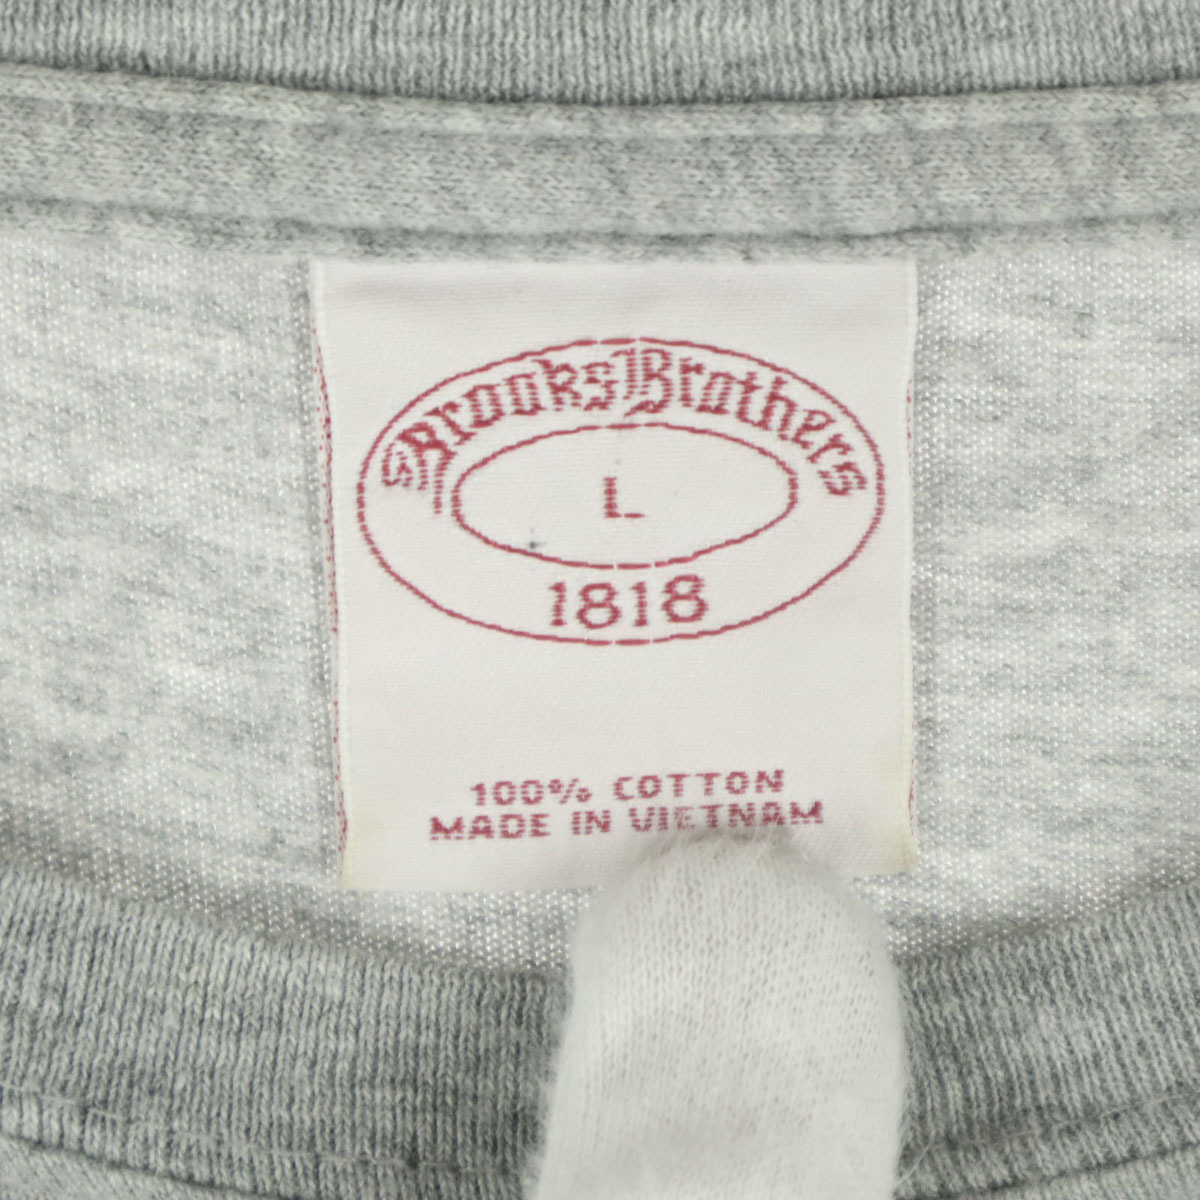 Brooks Brothers
L
1818
100% COTTON
MADE IN VIETNAM